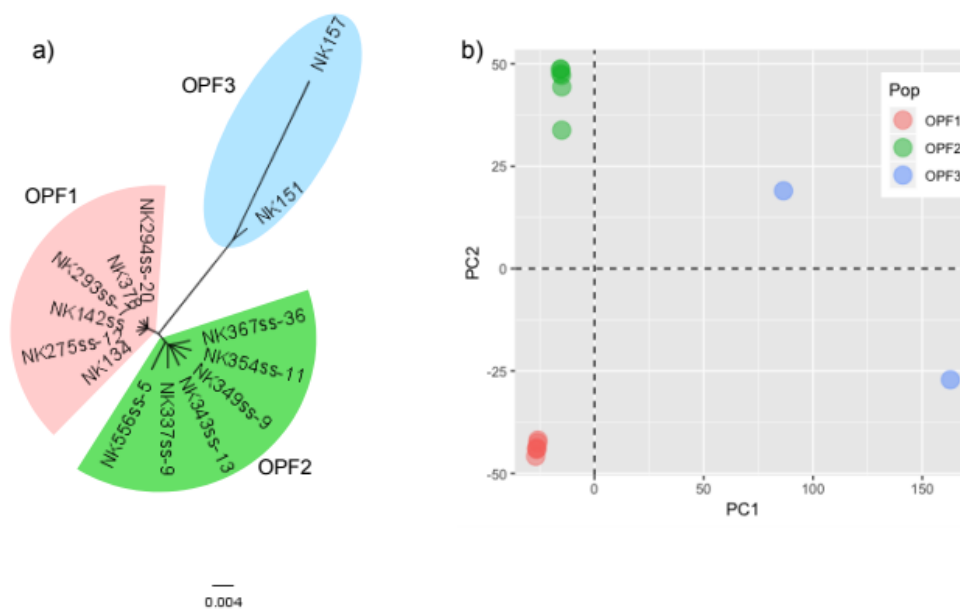 a)
OPF3
NK157
NK151
OPF1
NK294ss-20
NK378
NK142ss
NK275ss-12
NK134
NK367ss-36
NK354ss-11
NK349ss-9
NK343ss-13
NK337ss-9
NK556ss-5
OPF2
0.004
b)
50
25
0
-25
-50
PC2
0
50
100
150
PC1
Pop
OPF1
OPF2
OPF3